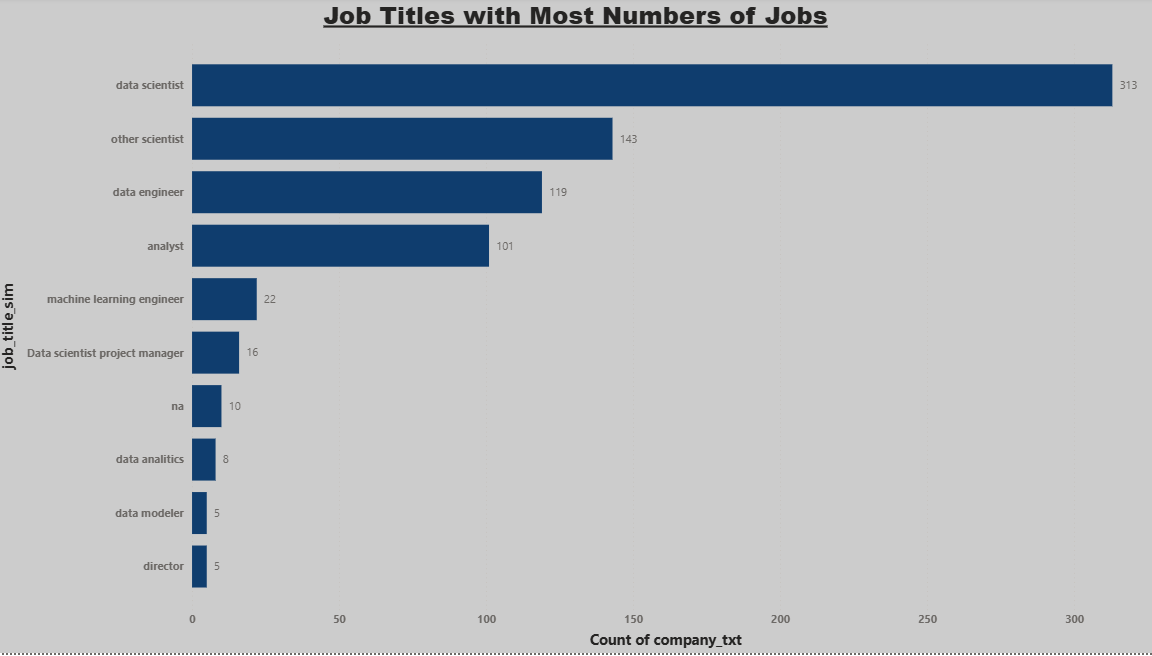 Job Titles with Most Numbers of Jobs
data scientist 313
other scientist 143
data engineer 119
analyst 101
machine learning engineer 22
Data scientist project manager 16
na 10
data analitics 8
data modeler 5
director 5
job_title_sim
0 50 100 150 200 250 300
Count of company_txt